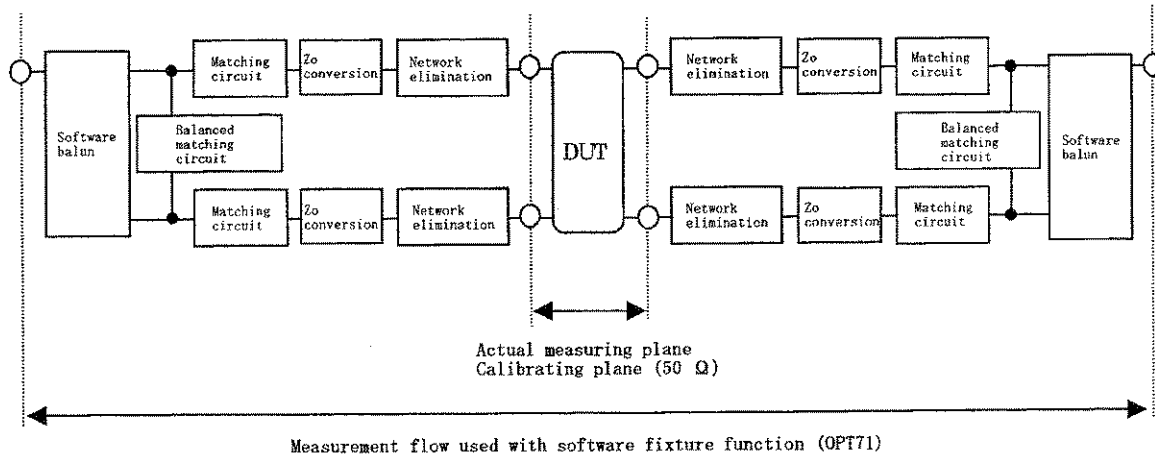 Matching
circuit
Zo
conversion
Network
elimination
Network
elimination
Zo
conversion
Matching
circuit
Software
balun
Balanced
matching
circuit
DUT
Balanced
matching
circuit
Software
balun
Matching
circuit
Zo
conversion
Network
elimination
Network
elimination
Zo
conversion
Matching
circuit
Actual measuring plane
Calibrating plane (50 Ω)
Measurement flow used with software fixture function (OPT71)